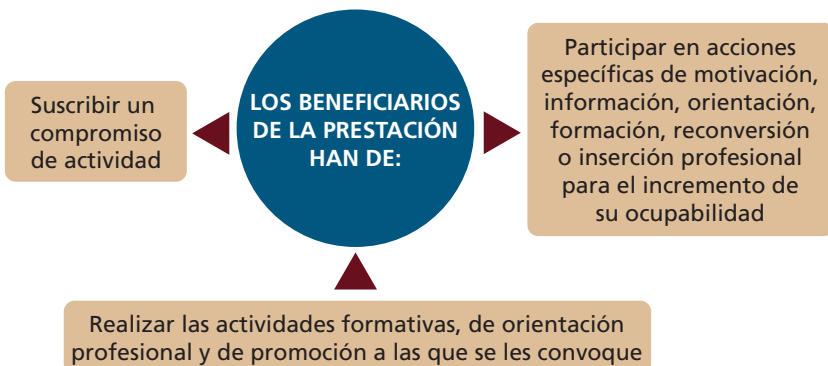 LOS BENEFICIARIOS
DE LA PRESTACIÓN
HAN DE:
Suscribir un
compromiso
de actividad
Participar en acciones
específicas de motivación,
información, orientación,
formación, reconversión
o inserción profesional
para el incremento de
su ocupabilidad
Realizar las actividades formativas, de orientación
profesional y de promoción a las que se les convoque